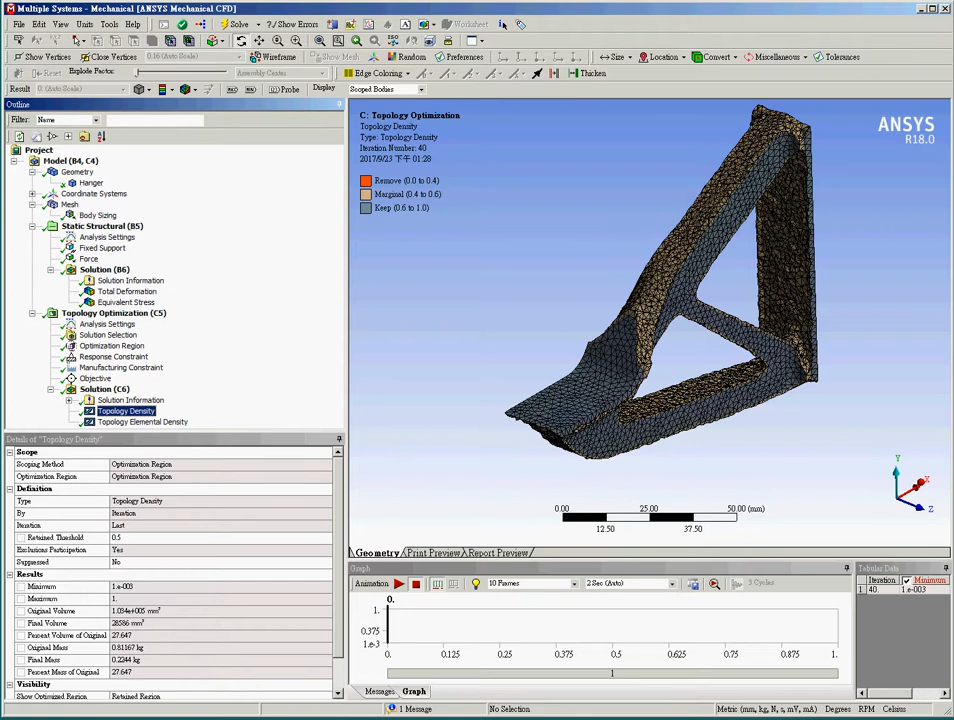 Multiple Systems - Mechanical [ANSYS Mechanical CFD]
File Edit View Units Tools Help Solve ?/Show Errors Worksheet
Show Vertices Close Vertices 0.16 (Auto Scale) Wireframe Show Mesh Random Preferences Size Location Convert Miscellaneous Tolerances
Reset Explode Factor: Assembly Center Edge Coloring Thicken
Result 0. (Auto Scale) Probe Display Scoped Bodies
Outline
Filter: Name
Project
Model (B4, C4)
Geometry
Hanger
Coordinate Systems
Mesh
Body Sizing
Static Structural (B5)
Analysis Settings
Fixed Support
Force
Solution (B6)
Solution Information
Total Deformation
Equivalent Stress
Topology Optimization (C5)
Analysis Settings
Solution Selection
Optimization Region
Response Constraint
Manufacturing Constraint
Objective
Solution (C6)
Solution Information
Topology Density
Topology Elemental Density
Details of "Topology Density"
Scope
Scoping Method Optimization Region
Optimization Region Optimization Region
Definition
Type Topology Density
By Iteration
Iteration Last
Retained Threshold 0.5
Exclusions Participation Yes
Suppressed No
Results
Minimum 1.e-003
Maximum 1.
Original Volume 1.034e+005 mm³
Final Volume 28586 mm³
Percent Volume of Original 27.647
Original Mass 0.81167 kg
Final Mass 0.2244 kg
Percent Mass of Original 27.647
Visibility
Show Optimized Region Retained Region
C: Topology Optimization
Topology Density
Type: Topology Density
Iteration Number: 40
2017/9/23 下午 01:28
Remove (0.0 to 0.4)
Marginal (0.4 to 0.6)
Keep (0.6 to 1.0)
ANSYS
R18.0
Y
X
Z
0.00 25.00 50.00 (mm)
12.50 37.50
Geometry Print Preview Report Preview
Graph
Animation 10 Frames 2 Sec (Auto) 3 Cycles
0.
1.
0.375
1.e-3
0. 0.125 0.25 0.375 0.5 0.625 0.75 0.875 1.
1
Messages Graph
Tabular Data
Iteration Minimum
1 40. 1.e-003
1 Message No Selection Metric (mm, kg, N, s, mV, mA) Degrees RPM Celsius